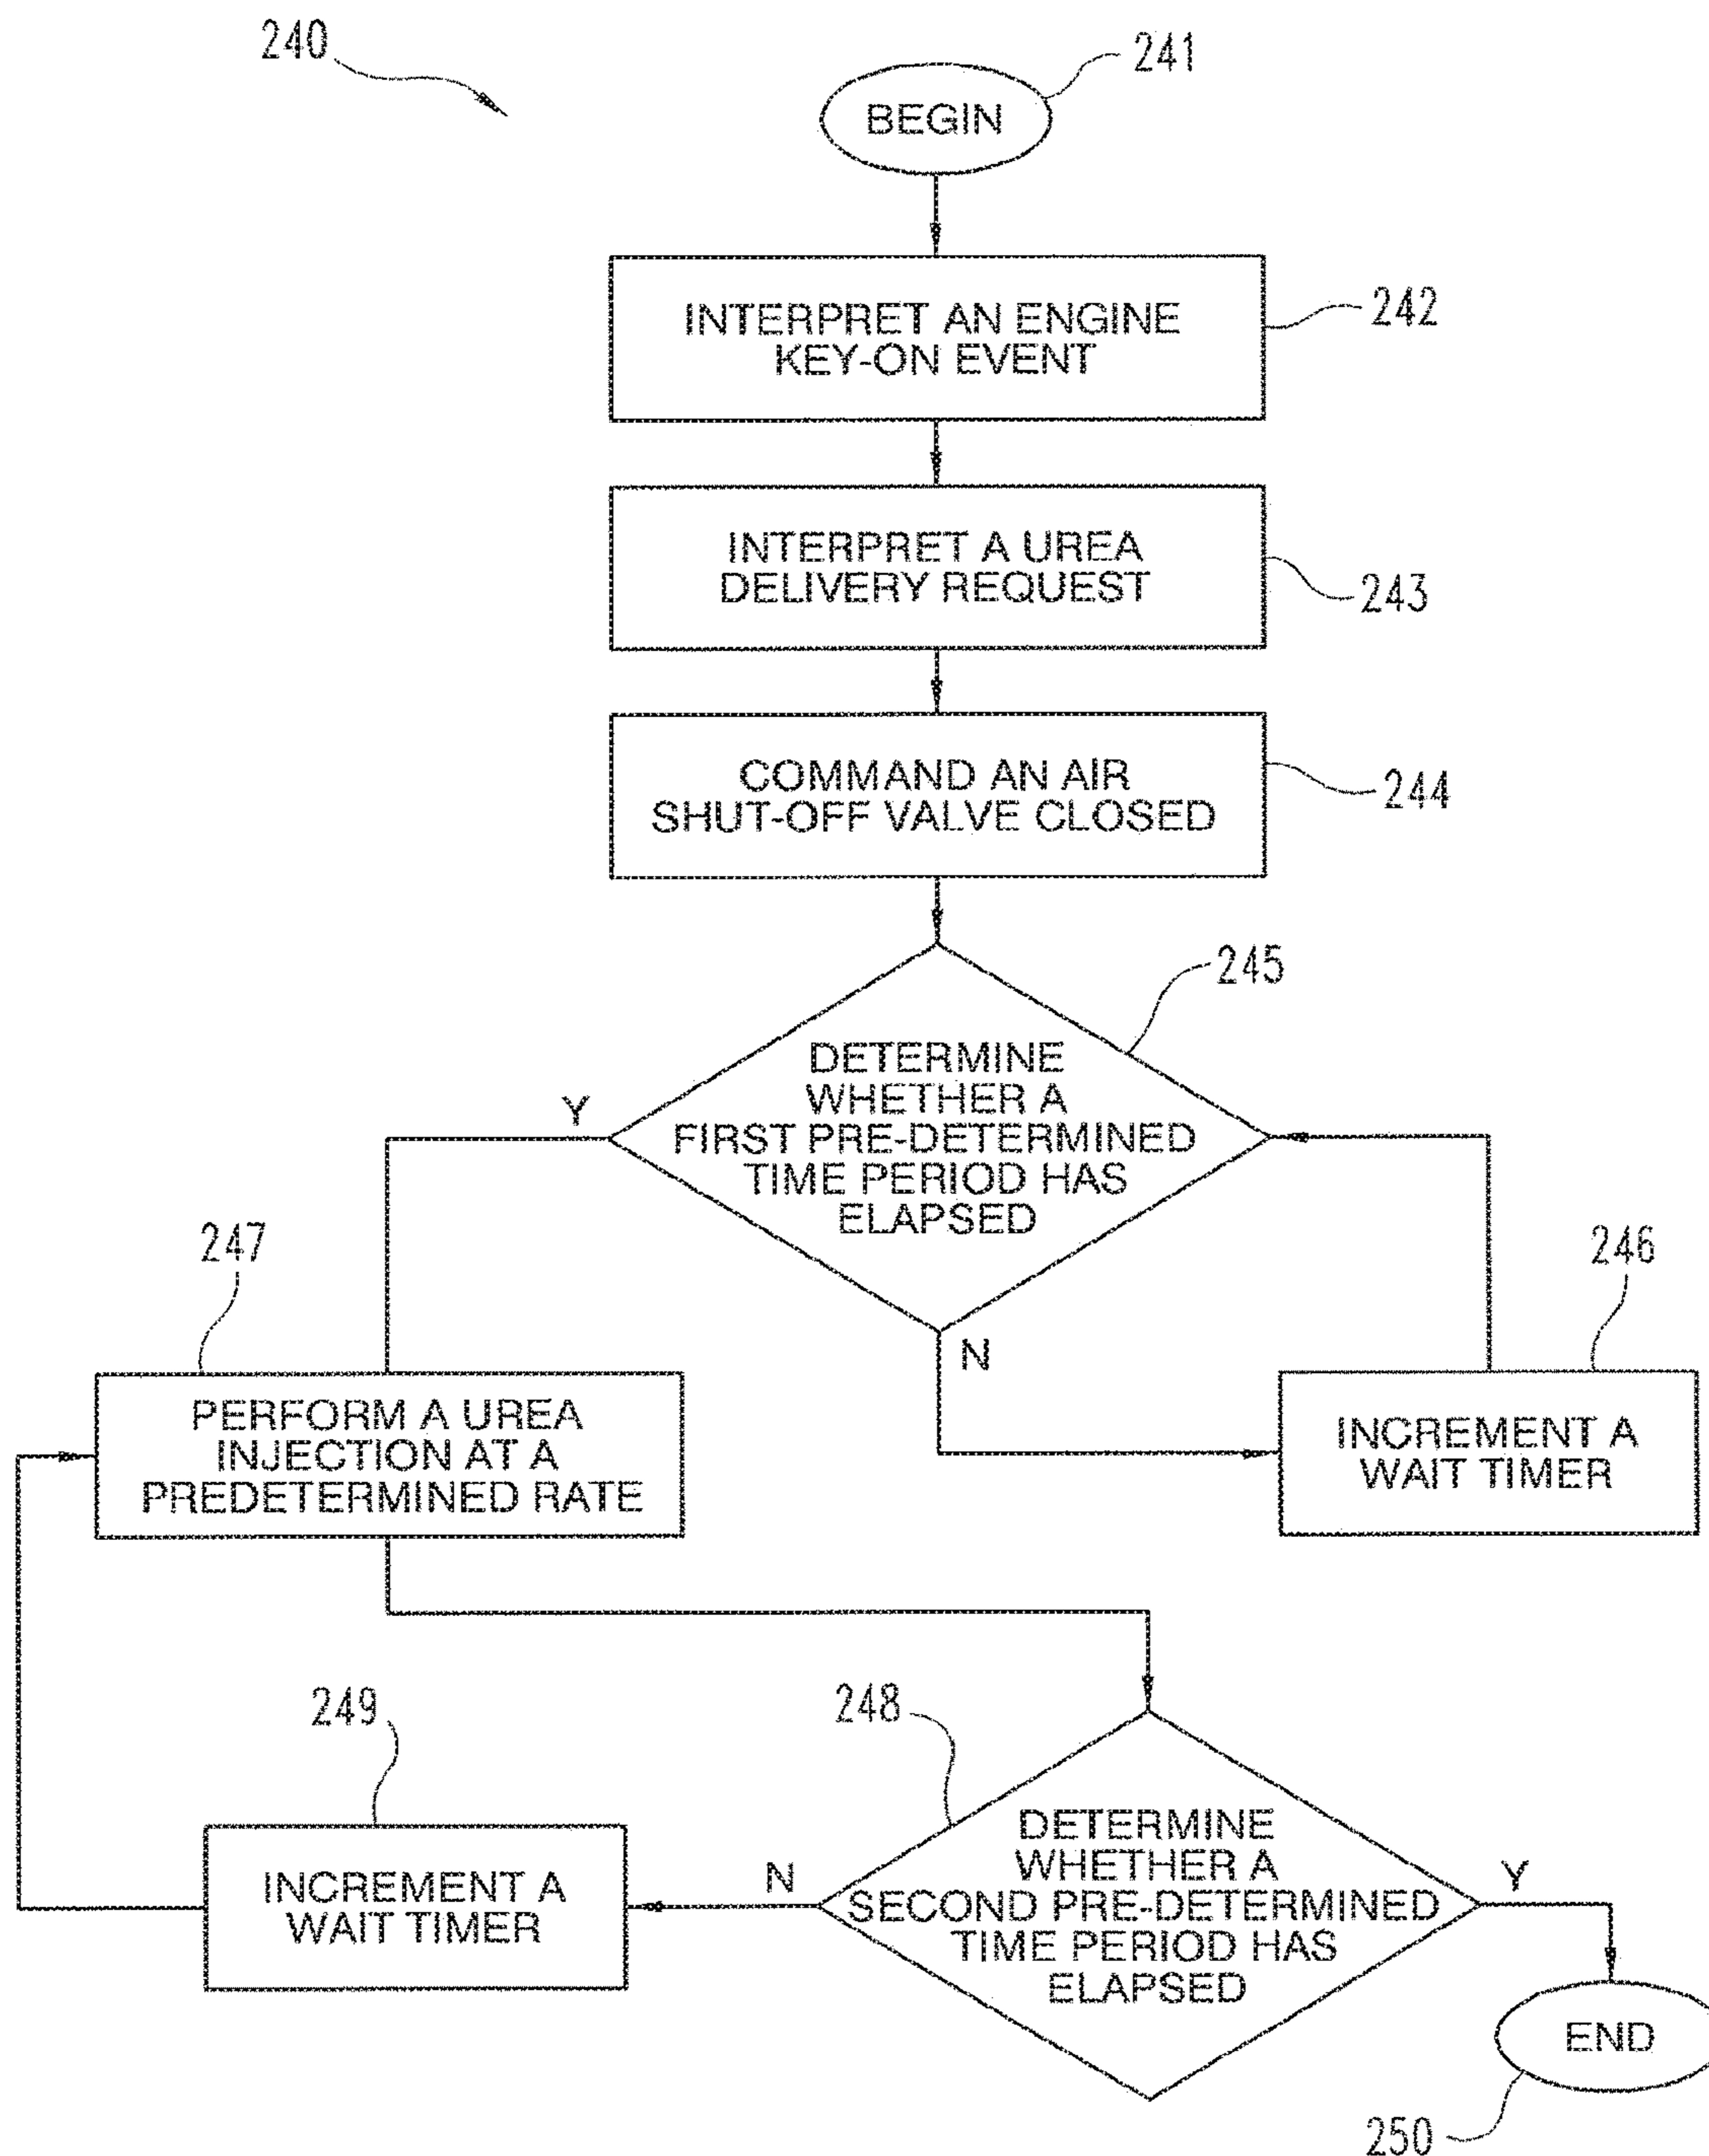 240
241
BEGIN
INTERPRET AN ENGINE
KEY-ON EVENT
242
INTERPRET A UREA
DELIVERY REQUEST
243
COMMAND AN AIR
SHUT-OFF VALVE CLOSED
244
245
DETERMINE
WHETHER A
FIRST PRE-DETERMINED
TIME PERIOD HAS
ELAPSED
Y
N
247
246
PERFORM A UREA
INJECTION AT A
PREDETERMINED RATE
INCREMENT A
WAIT TIMER
249
248
INCREMENT A
WAIT TIMER
N
DETERMINE
WHETHER A
SECOND PRE-DETERMINED
TIME PERIOD HAS
ELAPSED
Y
END
250